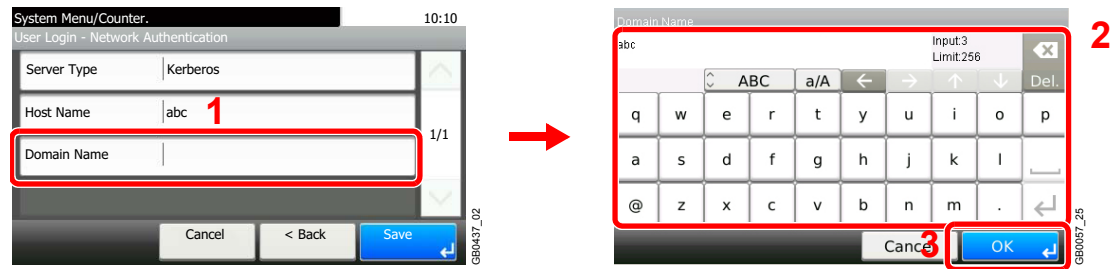 System Menu/Counter. 10:10
User Login - Network Authentication
Server Type Kerberos
Host Name abc 1
1/1
Domain Name
Cancel < Back Save
GB0437_02
Domain Name
2
abc Input:3
Limit:256
ABC a/A ← → ↑ ↓ Del.
q w e r t y u i o p
a s d f g h j k l
@ z x c v b n m .
Cancel 3 OK
GB0057_25